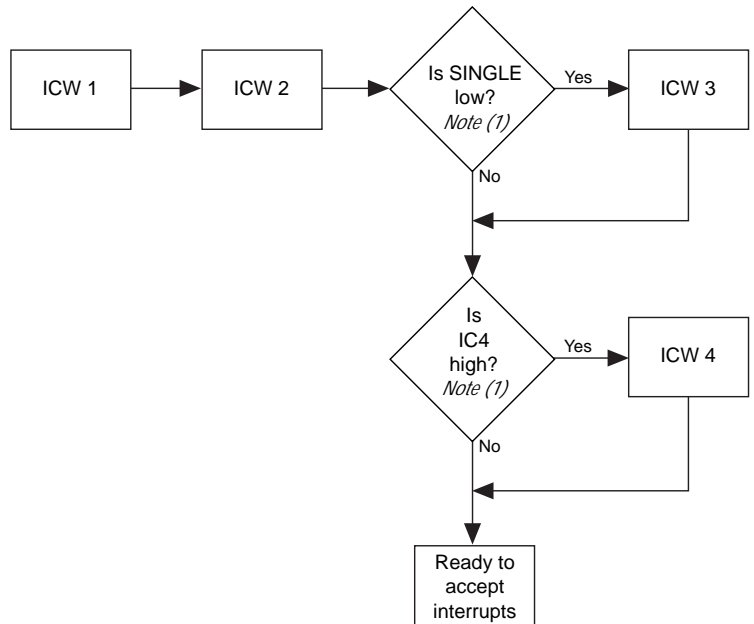 ICW 1
ICW 2
Is SINGLE
low?
Note (1)
Yes
ICW 3
No
Is
IC4
high?
Note (1)
Yes
ICW 4
No
Ready to
accept
interrupts